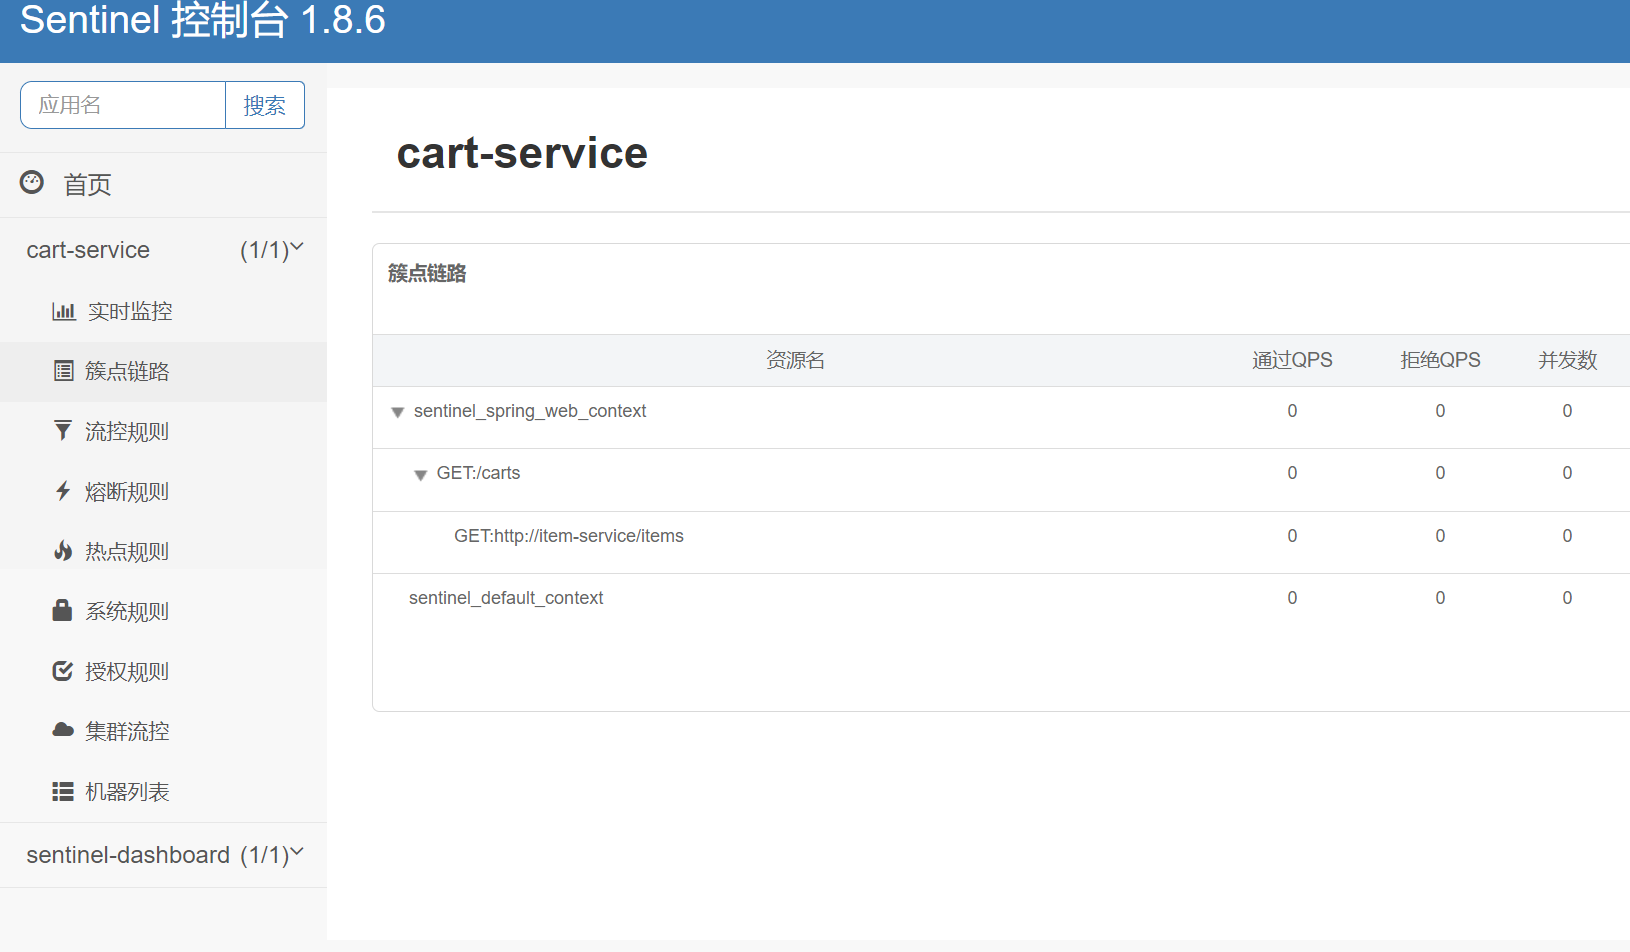 Sentinel 控制台 1.8.6
应用名 搜索
首页
cart-service (1/1)
实时监控
簇点链路
流控规则
熔断规则
热点规则
系统规则
授权规则
集群流控
机器列表
sentinel-dashboard (1/1)
cart-service
簇点链路
资源名 通过QPS 拒绝QPS 并发数
sentinel_spring_web_context 0 0 0
GET:/carts 0 0 0
GET:http://item-service/items 0 0 0
sentinel_default_context 0 0 0